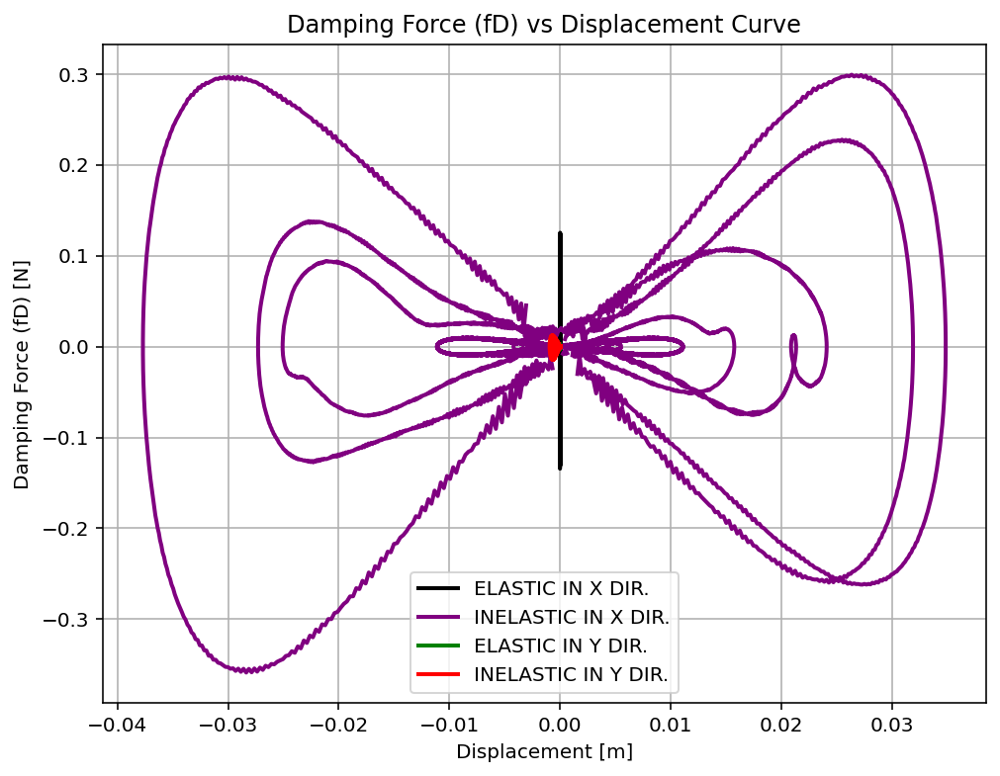 Damping Force (fD) vs Displacement Curve
0.3
0.2
0.1
0.0
−0.1
−0.2
−0.3
Damping Force (fD) [N]
ELASTIC IN X DIR.
INELASTIC IN X DIR.
ELASTIC IN Y DIR.
INELASTIC IN Y DIR.
−0.04 −0.03 −0.02 −0.01 0.00 0.01 0.02 0.03
Displacement [m]